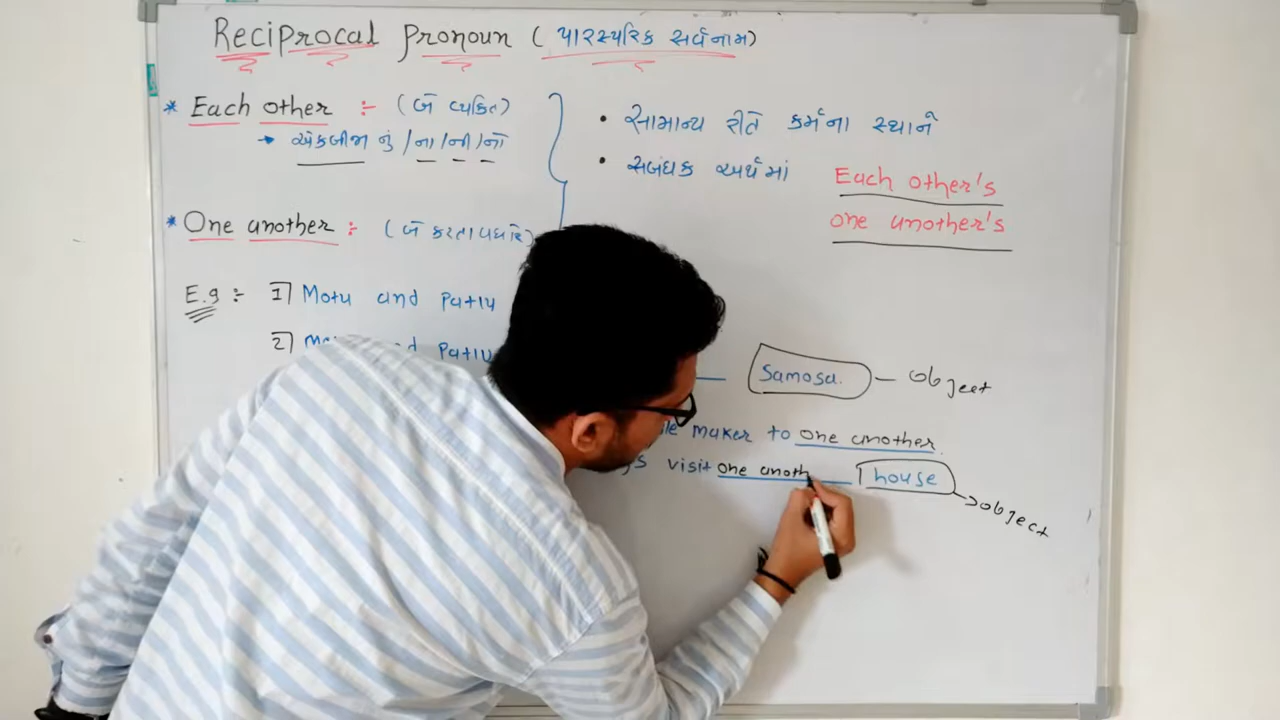 Reciprocal pronoun ( પારસ્પરિક સર્વનામ)
* Each other :- (બે વ્યકિત)
→ એકબીજા નું /ના/ની/નો
* One another :- (બે કરતા વધારે)
• સામાન્ય રીતે કર્મના સ્થાને
• સબંધક અર્થમાં
Each other's
one another's
E.g :- 1) Motu and Patlu
2) and Patlu
Samosa. — object
maker to one another.
visit one anoth house → object